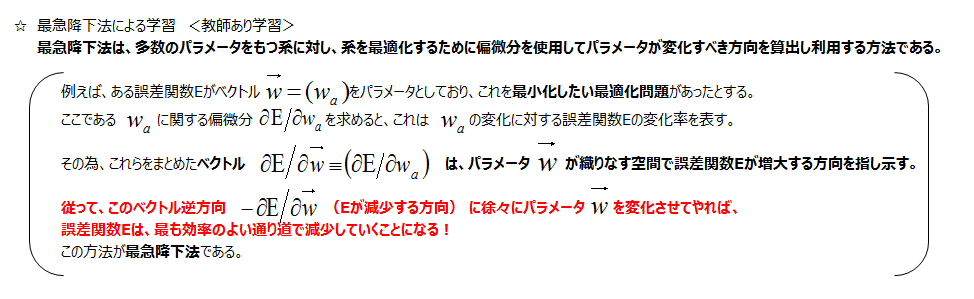 ☆ 最急降下法による学習 <教師あり学習>
最急降下法は、多数のパラメータをもつ系に対し、系を最適化するために偏微分を使用してパラメータが変化すべき方向を算出し利用する方法である。
例えば、ある誤差関数Eがベクトル $\vec{w} = (w_a)$ をパラメータとしており、これを最小化したい最適化問題があったとする。
ここである $w_a$ に関する偏微分 $\partial E / \partial w_a$ を求めると、これは $w_a$ の変化に対する誤差関数Eの変化率を表す。
その為、これらをまとめたベクトル $\partial E / \partial \vec{w} \equiv (\partial E / \partial w_a)$ は、パラメータ $\vec{w}$ が織りなす空間で誤差関数Eが増大する方向を指し示す。
従って、このベクトル逆方向 $-\partial E / \partial \vec{w}$ (Eが減少する方向) に徐々にパラメータ $\vec{w}$ を変化させてやれば、
誤差関数Eは、最も効率のよい通り道で減少していくことになる!
この方法が最急降下法である。